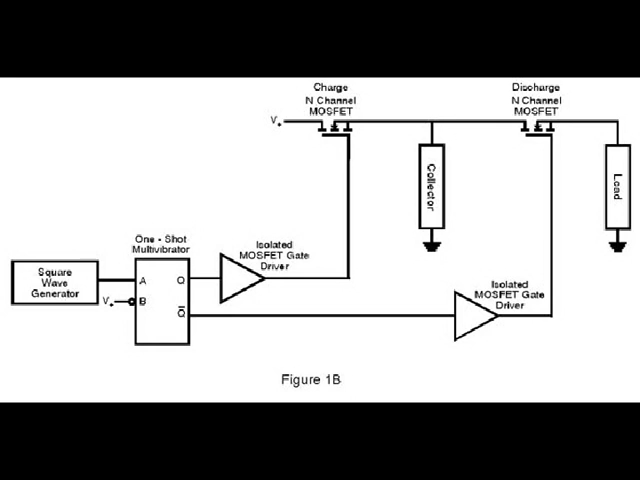 Charge
N Channel
MOSFET
Discharge
N Channel
MOSFET
V+
Collector
Load
One - Shot
Multivibrator
Isolated
MOSFET Gate
Driver
Square
Wave
Generator
A
Q
V+
B
Q̅
Isolated
MOSFET Gate
Driver
Figure 1B